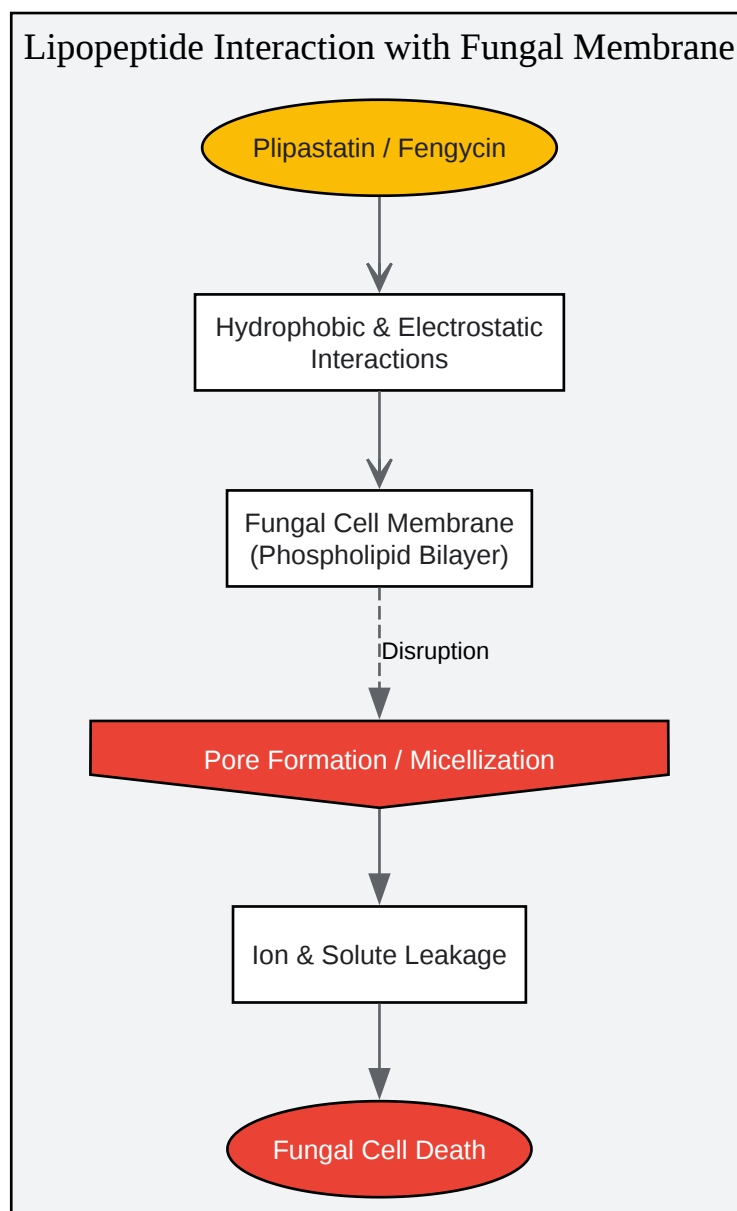 Lipopeptide Interaction with Fungal Membrane
Plipastatin / Fengycin
Hydrophobic & Electrostatic
Interactions
Fungal Cell Membrane
(Phospholipid Bilayer)
Disruption
Pore Formation / Micellization
Ion & Solute Leakage
Fungal Cell Death